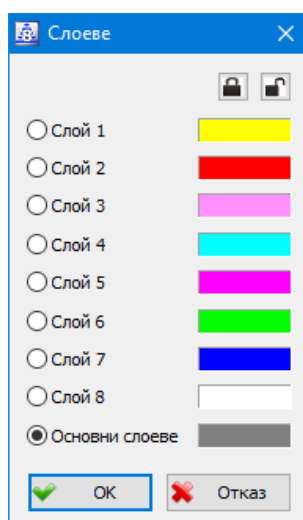 Слоеве
Слой 1
Слой 2
Слой 3
Слой 4
Слой 5
Слой 6
Слой 7
Слой 8
Основни слоеве
OK
Отказ